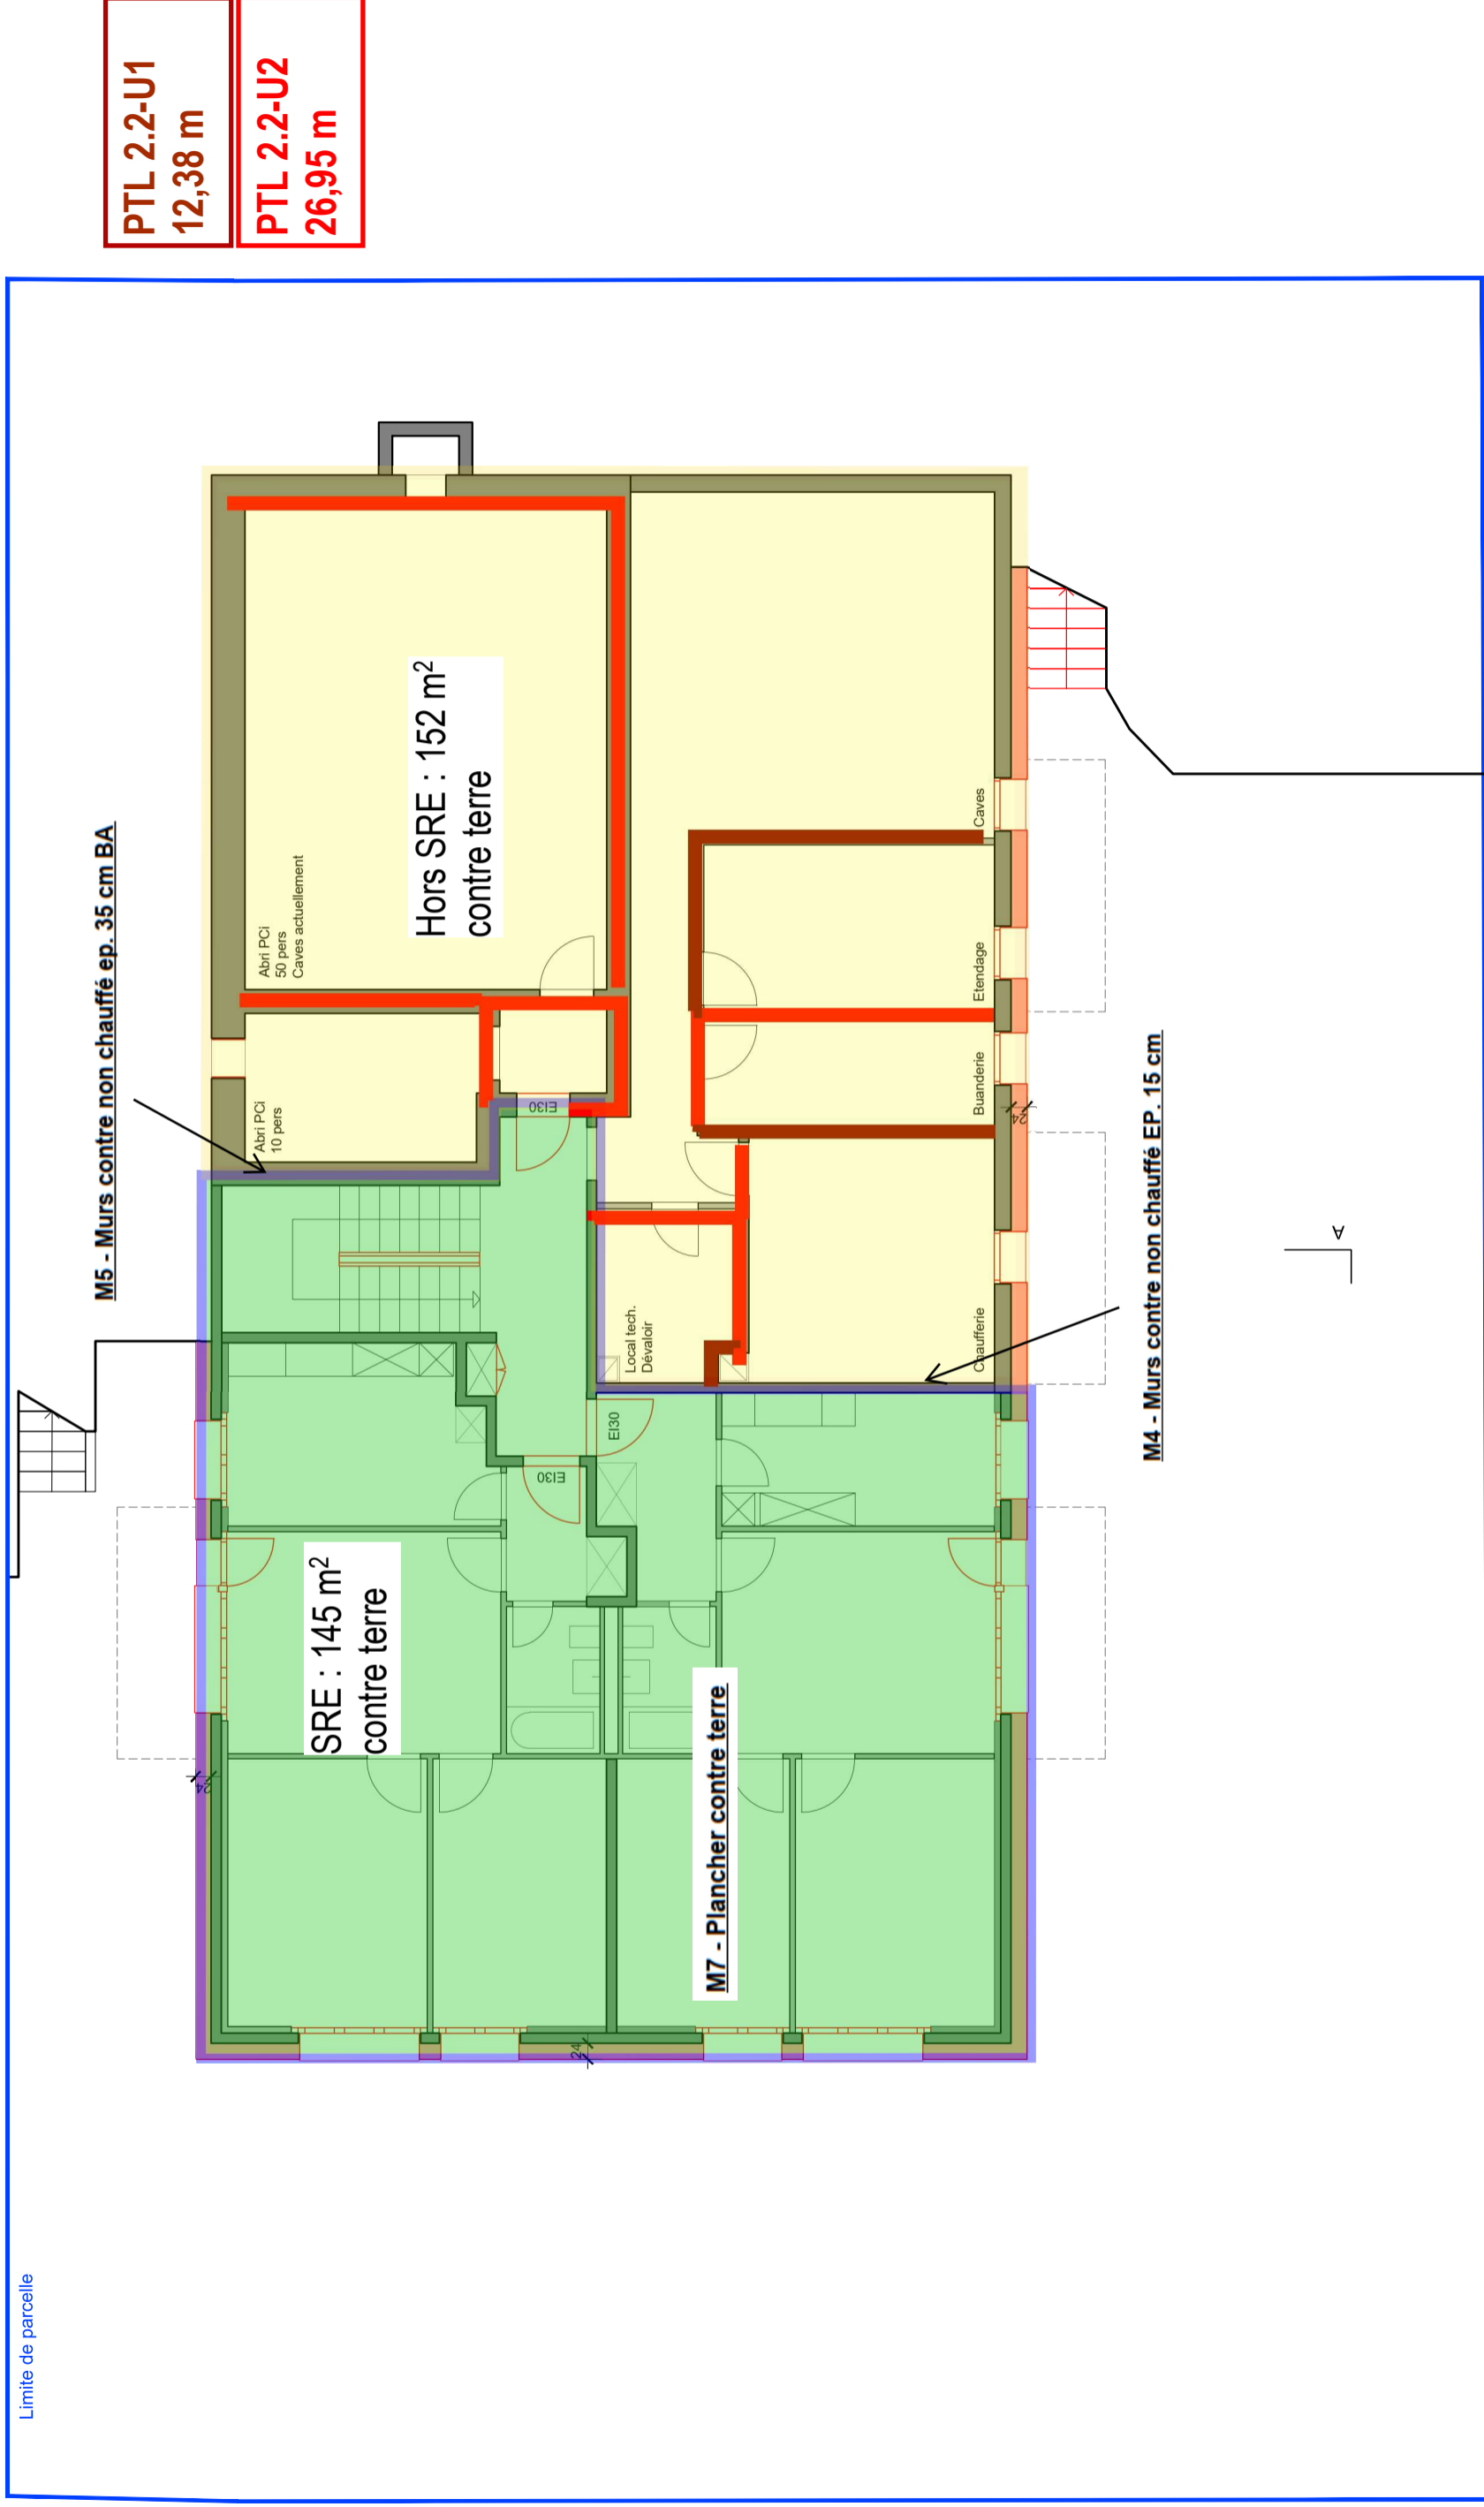 PTL 2.2-U1
12,38 m
PTL 2.2-U2
26,95 m
M5 - Murs contre non chauffé ep. 35 cm BA
Abri PCi
50 pers
Caves actuellement
Hors SRE : 152 m²
contre terre
Abri PCi
10 pers
EI30
Caves
Etendage
Buanderie
24
Local tech.
Dévaloir
Chaufferie
M4 - Murs contre non chauffé EP. 15 cm
A
EI30
EI30
SRE : 145 m²
contre terre
M7 - Plancher contre terre
24
24
Limite de parcelle